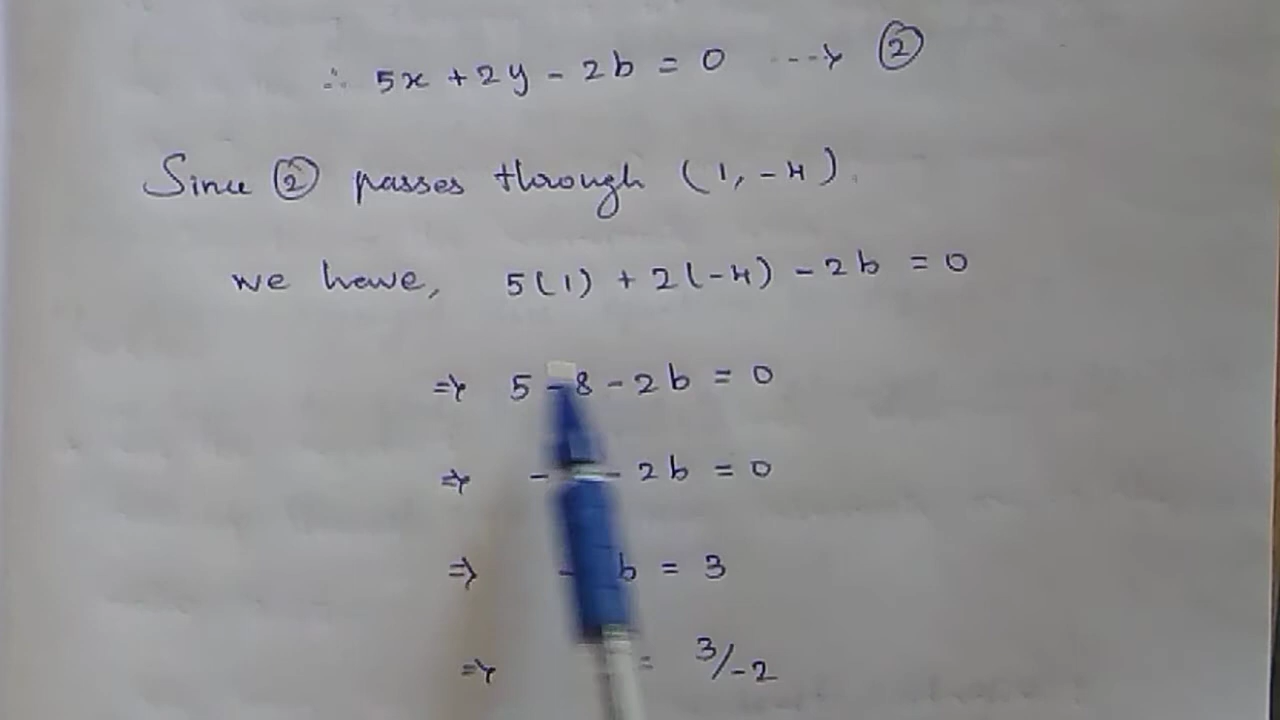 ∴ 5x + 2y - 2b = 0 ---> ②
Since ② passes through (1, -4).
we have, 5(1) + 2(-4) - 2b = 0
=> 5 - 8 - 2b = 0
=> - - 2b = 0
=> - b = 3
=> = 3/-2